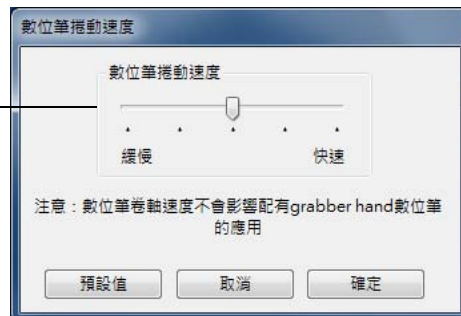 數位筆捲動速度
數位筆捲動速度
緩慢 快速
注意：數位筆卷軸速度不會影響配有grabber hand數位筆
的應用
預設值 取消 確定